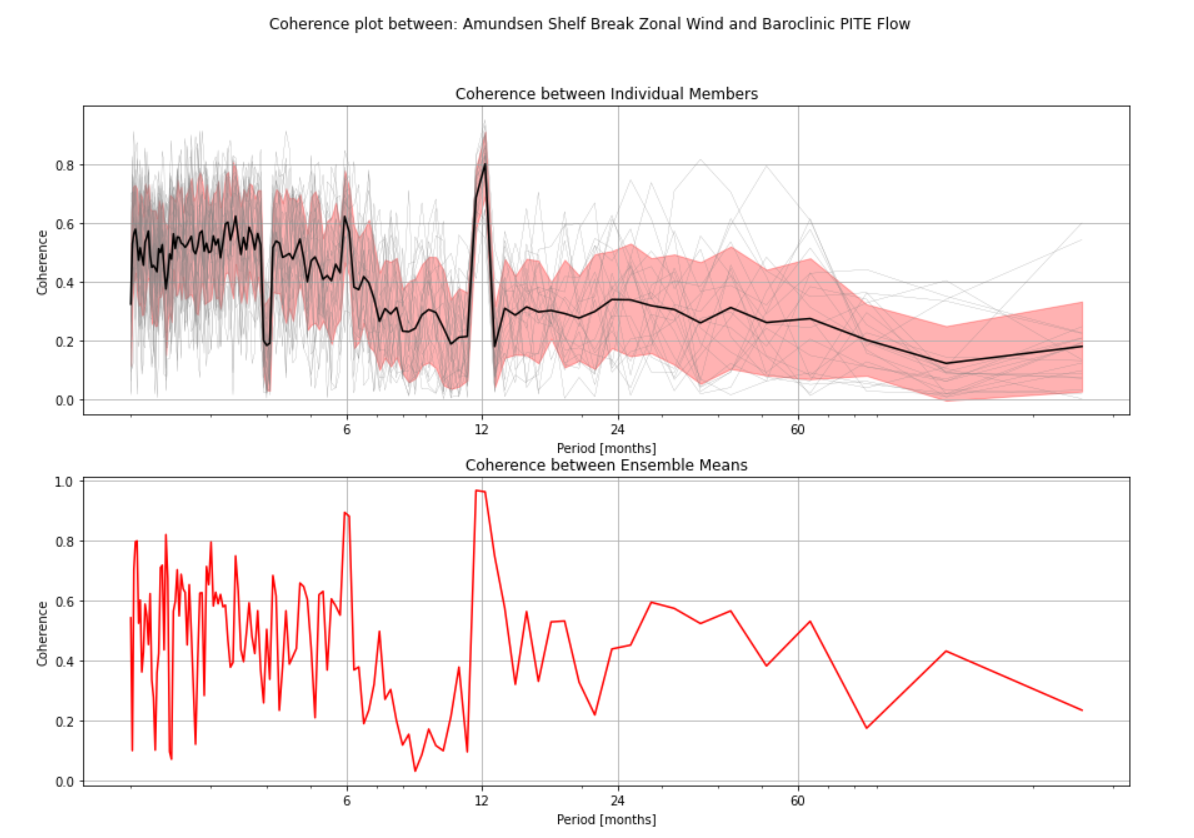 Coherence plot between: Amundsen Shelf Break Zonal Wind and Baroclinic PITE Flow
Coherence between Individual Members
Coherence
0.8
0.6
0.4
0.2
0.0
6 12 24 60
Period [months]
Coherence between Ensemble Means
Coherence
1.0
0.8
0.6
0.4
0.2
0.0
6 12 24 60
Period [months]